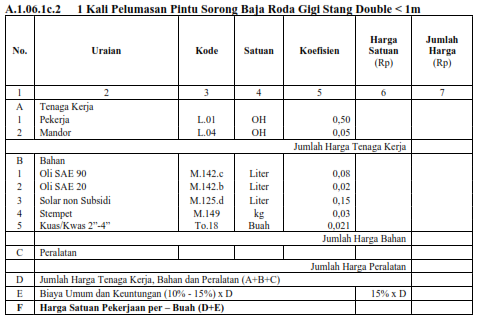 A.1.06.1c.2 1 Kali Pelumasan Pintu Sorong Baja Roda Gigi Stang Double < 1m
No. Uraian Kode Satuan Koefisien Harga Satuan (Rp) Jumlah Harga (Rp)
1 2 3 4 5 6 7
A Tenaga Kerja
1 Pekerja L.01 OH 0,50
2 Mandor L.04 OH 0,05
Jumlah Harga Tenaga Kerja
B Bahan
1 Oli SAE 90 M.142.c Liter 0,08
2 Oli SAE 20 M.142.b Liter 0,02
3 Solar non Subsidi M.125.d Liter 0,15
4 Stempet M.149 kg 0,03
5 Kuas/Kwas 2”-4” To.18 Buah 0,021
Jumlah Harga Bahan
C Peralatan
Jumlah Harga Peralatan
D Jumlah Harga Tenaga Kerja, Bahan dan Peralatan (A+B+C)
E Biaya Umum dan Keuntungan (10% - 15%) x D 15% x D
F Harga Satuan Pekerjaan per – Buah (D+E)